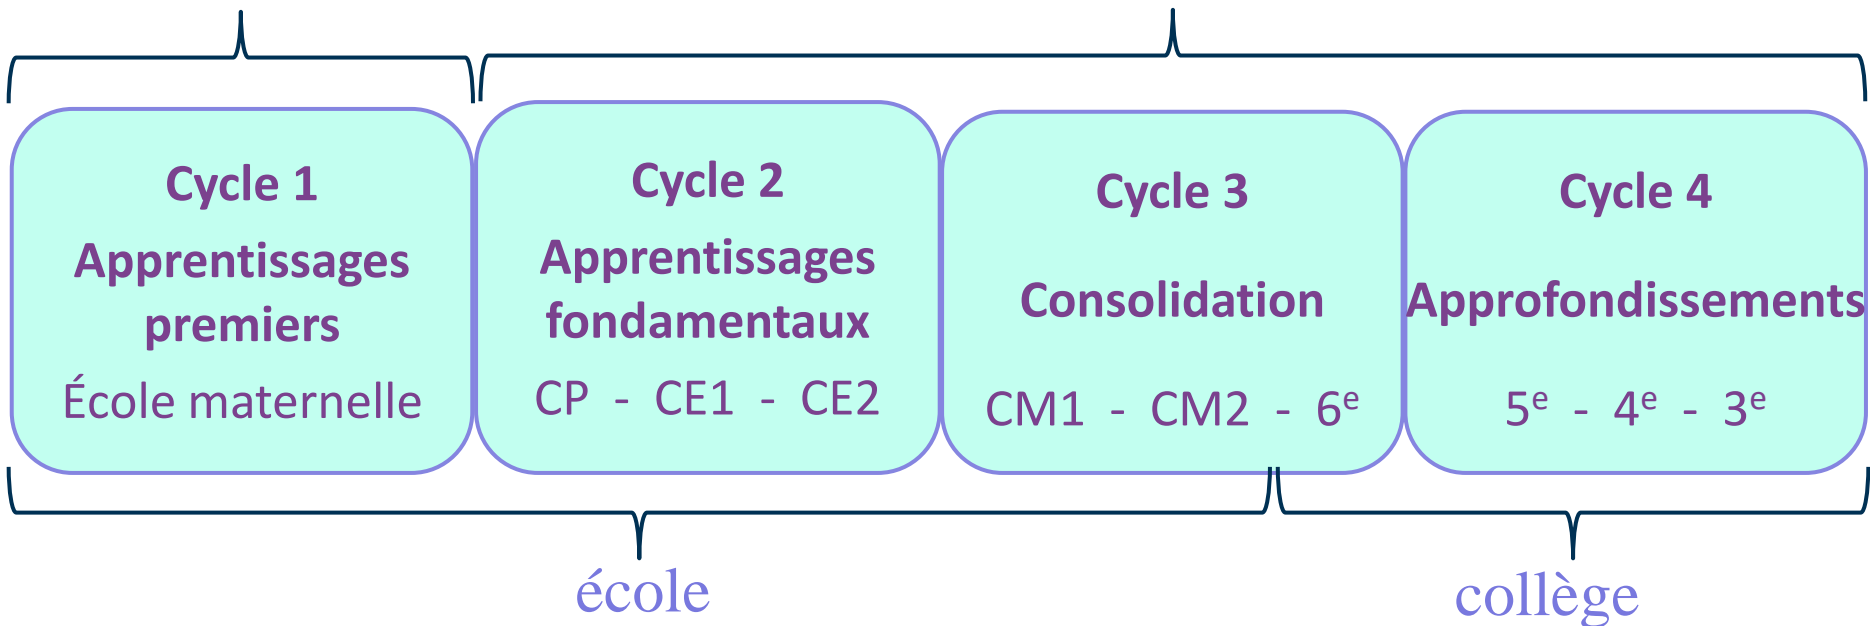 Cycle 1
Apprentissages
premiers
École maternelle
Cycle 2
Apprentissages
fondamentaux
CP - CE1 - CE2
Cycle 3
Consolidation
CM1 - CM2 - 6e
Cycle 4
Approfondissements
5e - 4e - 3e
école
collège